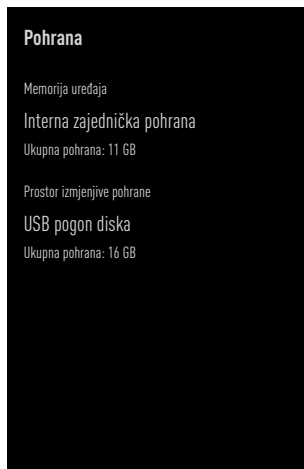 Pohrana
Memorija uređaja
Interna zajednička pohrana
Ukupna pohrana: 11 GB
Prostor izmjenjive pohrane
USB pogon diska
Ukupna pohrana: 16 GB